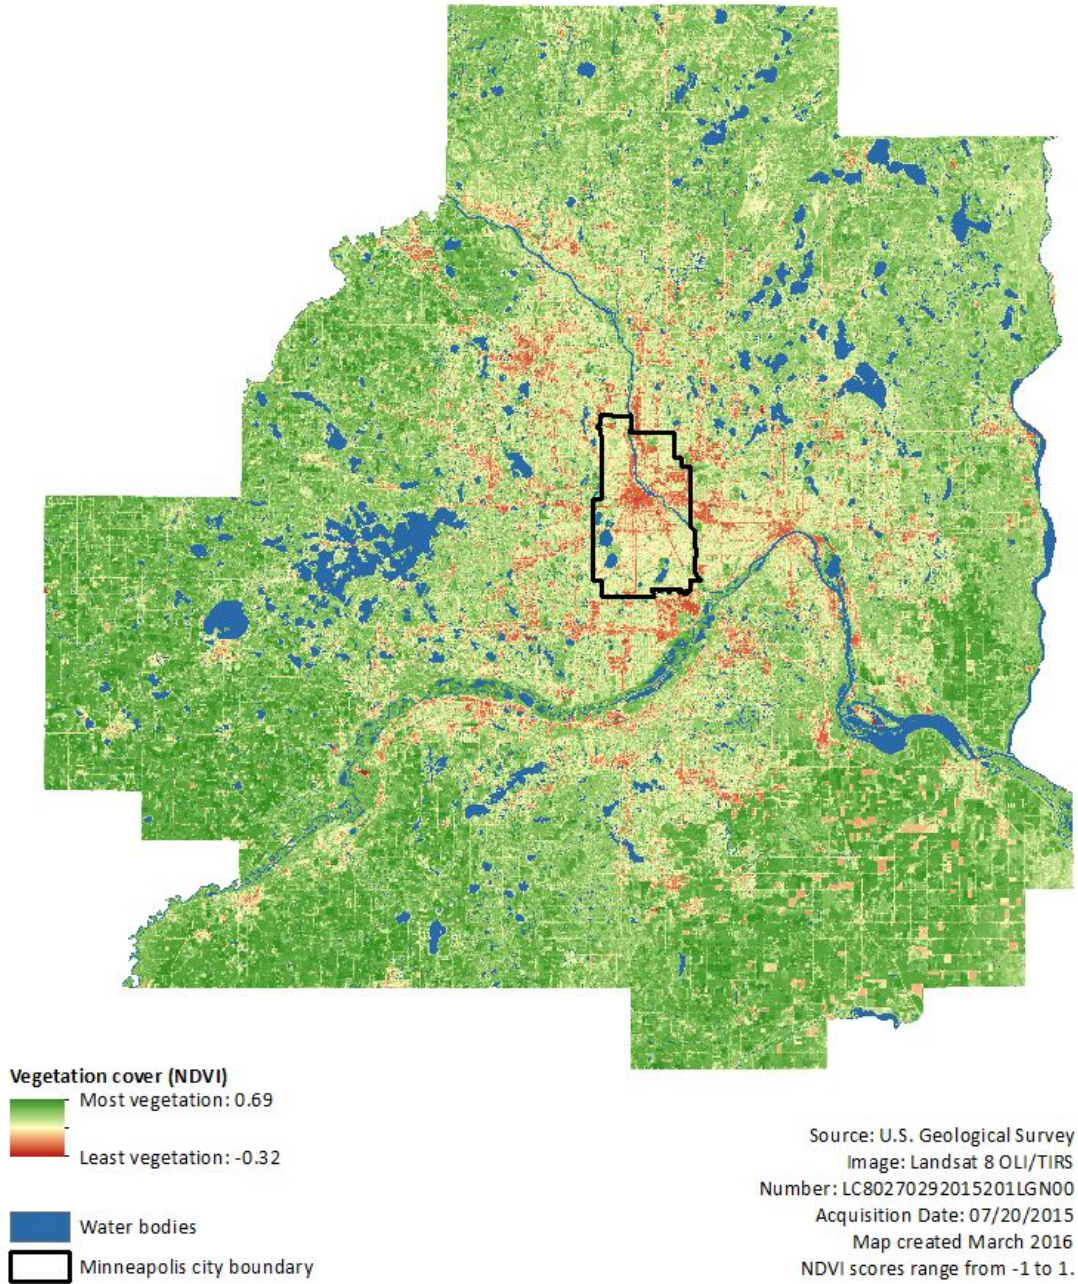 Vegetation cover (NDVI)
Most vegetation: 0.69
Least vegetation: -0.32
Water bodies
Minneapolis city boundary
Source: U.S. Geological Survey
Image: Landsat 8 OLI/TIRS
Number: LC80270292015201LGN00
Acquisition Date: 07/20/2015
Map created March 2016
NDVI scores range from -1 to 1.